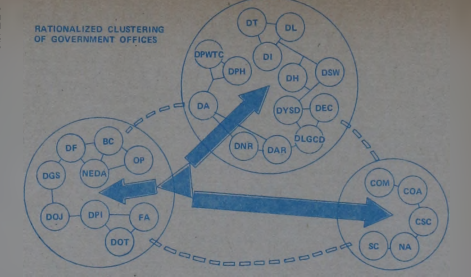 RATIONALIZED CLUSTERING
OF GOVERNMENT OFFICES
DT
DL
DPWTC
DI
DPH
DH
DSW
DA
DYSD
DEC
DNR
DAR
DLGCD
DF
BC
OP
DGS
NEDA
DOJ
DPI
FA
DOT
COM
COA
CSC
SC
NA